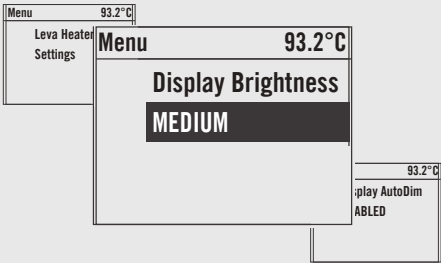 Menu 93.2°C
Leva Heater
Settings
Menu 93.2°C
Display Brightness
MEDIUM
93.2°C
AutoDim